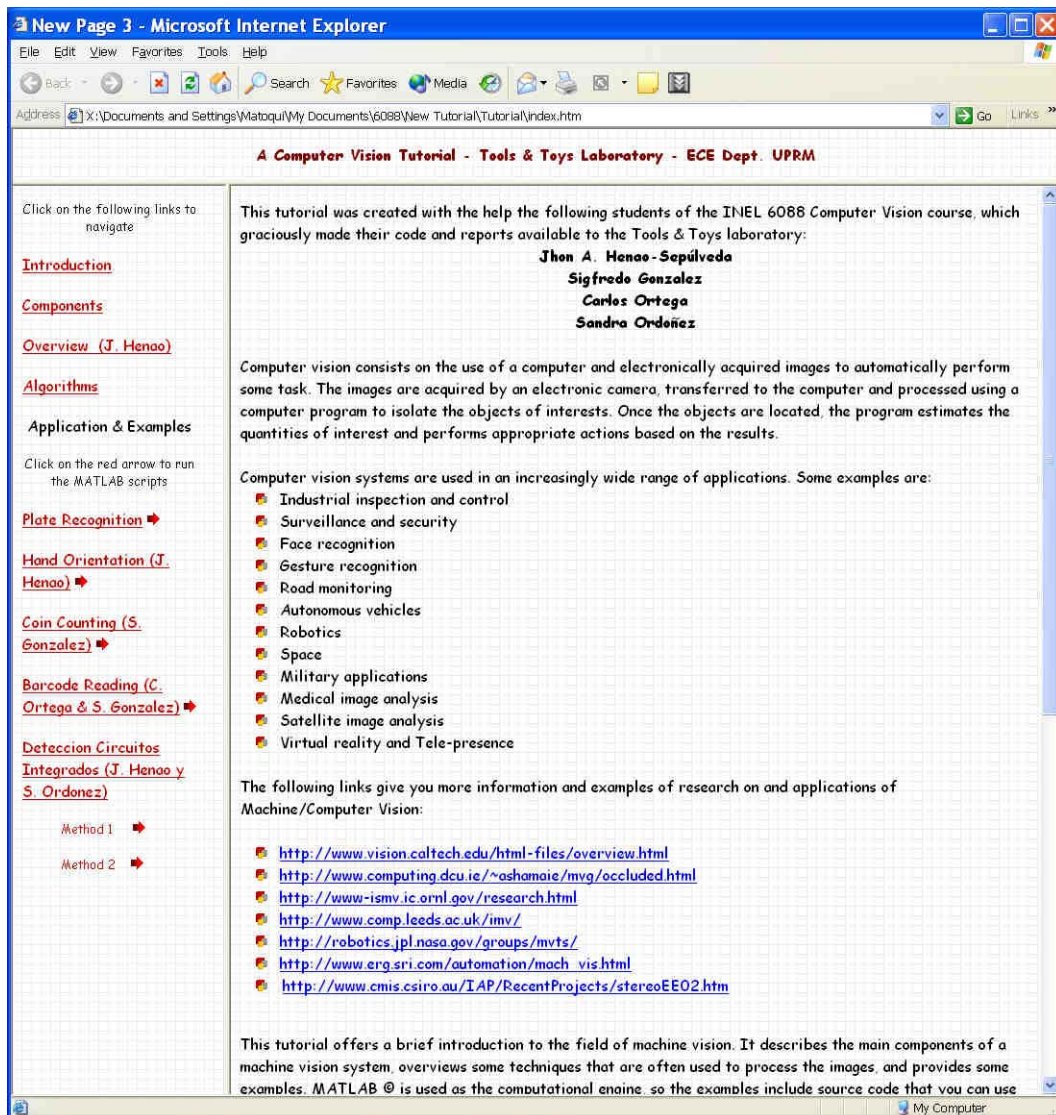 New Page 3 - Microsoft Internet Explorer
File Edit View Favorites Tools Help
Back Search Favorites Media
Address X:\Documents and Settings\Matoqui\My Documents\6088\New Tutorial\Tutorial\index.htm Go Links »
A Computer Vision Tutorial - Tools & Toys Laboratory - ECE Dept. UPRM
Click on the following links to
navigate
Introduction
Components
Overview (J. Henao)
Algorithms
Application & Examples
Click on the red arrow to run
the MATLAB scripts
Plate Recognition
Hand Orientation (J.
Henao)
Coin Counting (S.
Gonzalez)
Barcode Reading (C.
Ortega & S. Gonzalez)
Deteccion Circuitos
Integrados (J. Henao y
S. Ordonez)
Method 1
Method 2
This tutorial was created with the help the following students of the INEL 6088 Computer Vision course, which
graciously made their code and reports available to the Tools & Toys laboratory:
Jhon A. Henao-Sepúlveda
Sigfredo Gonzalez
Carlos Ortega
Sandra Ordoñez
Computer vision consists on the use of a computer and electronically acquired images to automatically perform
some task. The images are acquired by an electronic camera, transferred to the computer and processed using a
computer program to isolate the objects of interests. Once the objects are located, the program estimates the
quantities of interest and performs appropriate actions based on the results.
Computer vision systems are used in an increasingly wide range of applications. Some examples are:
Industrial inspection and control
Surveillance and security
Face recognition
Gesture recognition
Road monitoring
Autonomous vehicles
Robotics
Space
Military applications
Medical image analysis
Satellite image analysis
Virtual reality and Tele-presence
The following links give you more information and examples of research on and applications of
Machine/Computer Vision:
http://www.vision.caltech.edu/html-files/overview.html
http://www.computing.dcu.ie/~ashamaie/mvg/occluded.html
http://www-ismv.ic.ornl.gov/research.html
http://www.comp.leeds.ac.uk/imv/
http://robotics.jpl.nasa.gov/groups/mvts/
http://www.erg.sri.com/automation/mach_vis.html
http://www.cmis.csiro.au/IAP/RecentProjects/stereoEE02.htm
This tutorial offers a brief introduction to the field of machine vision. It describes the main components of a
machine vision system, overviews some techniques that are often used to process the images, and provides some
examples. MATLAB © is used as the computational engine, so the examples include source code that you can use
My Computer